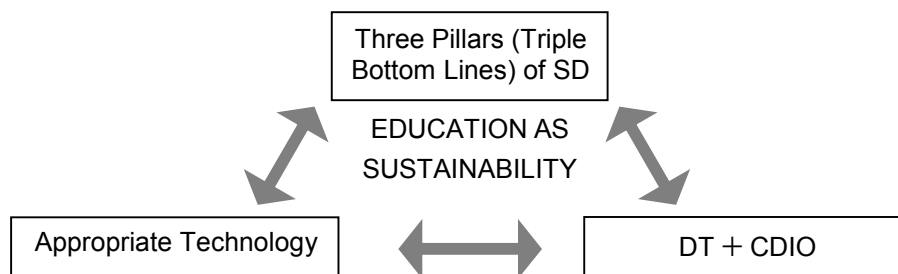 Three Pillars (Triple
Bottom Lines) of SD
EDUCATION AS
SUSTAINABILITY
Appropriate Technology
DT + CDIO